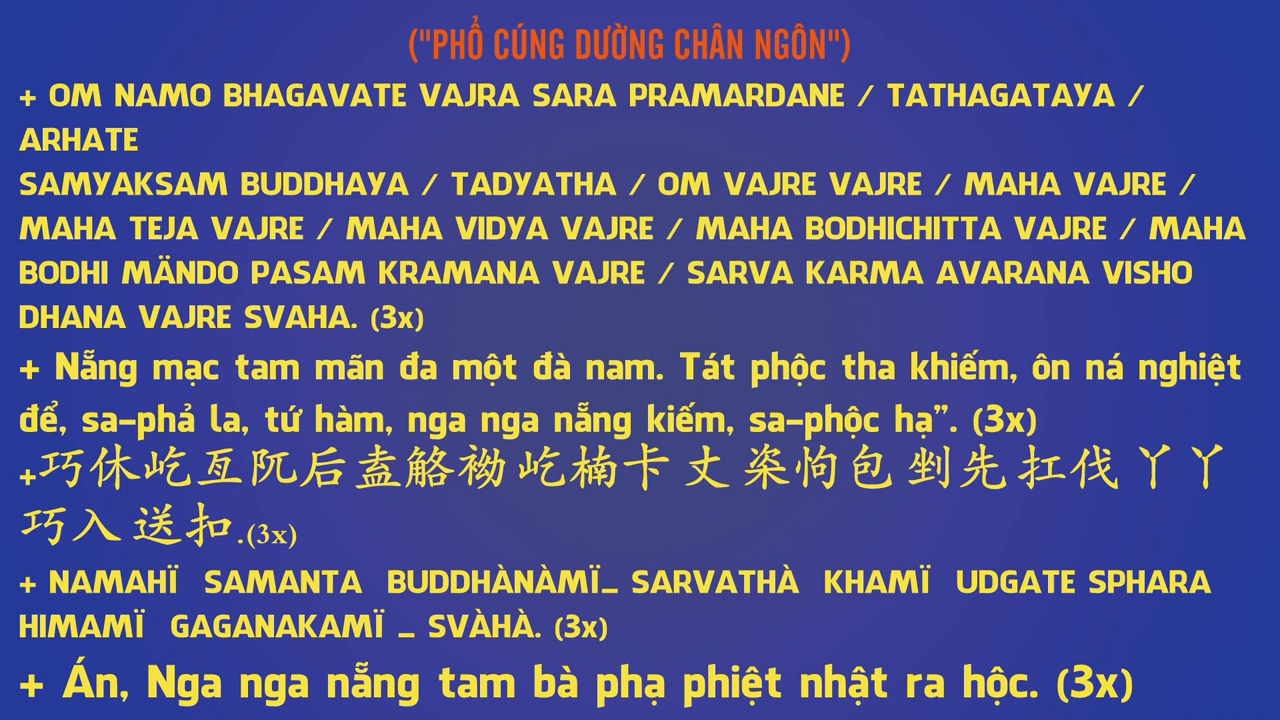 ("PHỔ CÚNG DƯỜNG CHÂN NGÔN")
+ OM NAMO BHAGAVATE VAJRA SARA PRAMARDANE / TATHAGATAYA /
ARHATE
SAMYAKSAM BUDDHAYA / TADYATHA / OM VAJRE VAJRE / MAHA VAJRE /
MAHA TEJA VAJRE / MAHA VIDYA VAJRE / MAHA BODHICHITTA VAJRE / MAHA
BODHI MÄNDO PASAM KRAMANA VAJRE / SARVA KARMA AVARANA VISHO
DHANA VAJRE SVAHA. (3x)
+ Nẵng mạc tam mãn đa một đà nam. Tát phộc tha khiếm, ôn ná nghiệt
để, sa-phả la, tứ hàm, nga nga nẵng kiếm, sa-phộc hạ”. (3x)
+巧休屹亙阢后盍觡袎 屹楠卡 丈 楶怐包 剉先 扛伐 丫丫
巧入 送扣.(3x)
+ NAMAHÏ SAMANTA BUDDHÀNÀMÏ_ SARVATHÀ KHAMÏ UDGATE SPHARA
HIMAMÏ GAGANAKAMÏ _ SVÀHÀ. (3x)
+ Án, Nga nga nẵng tam bà phạ phiệt nhật ra hộc. (3x)